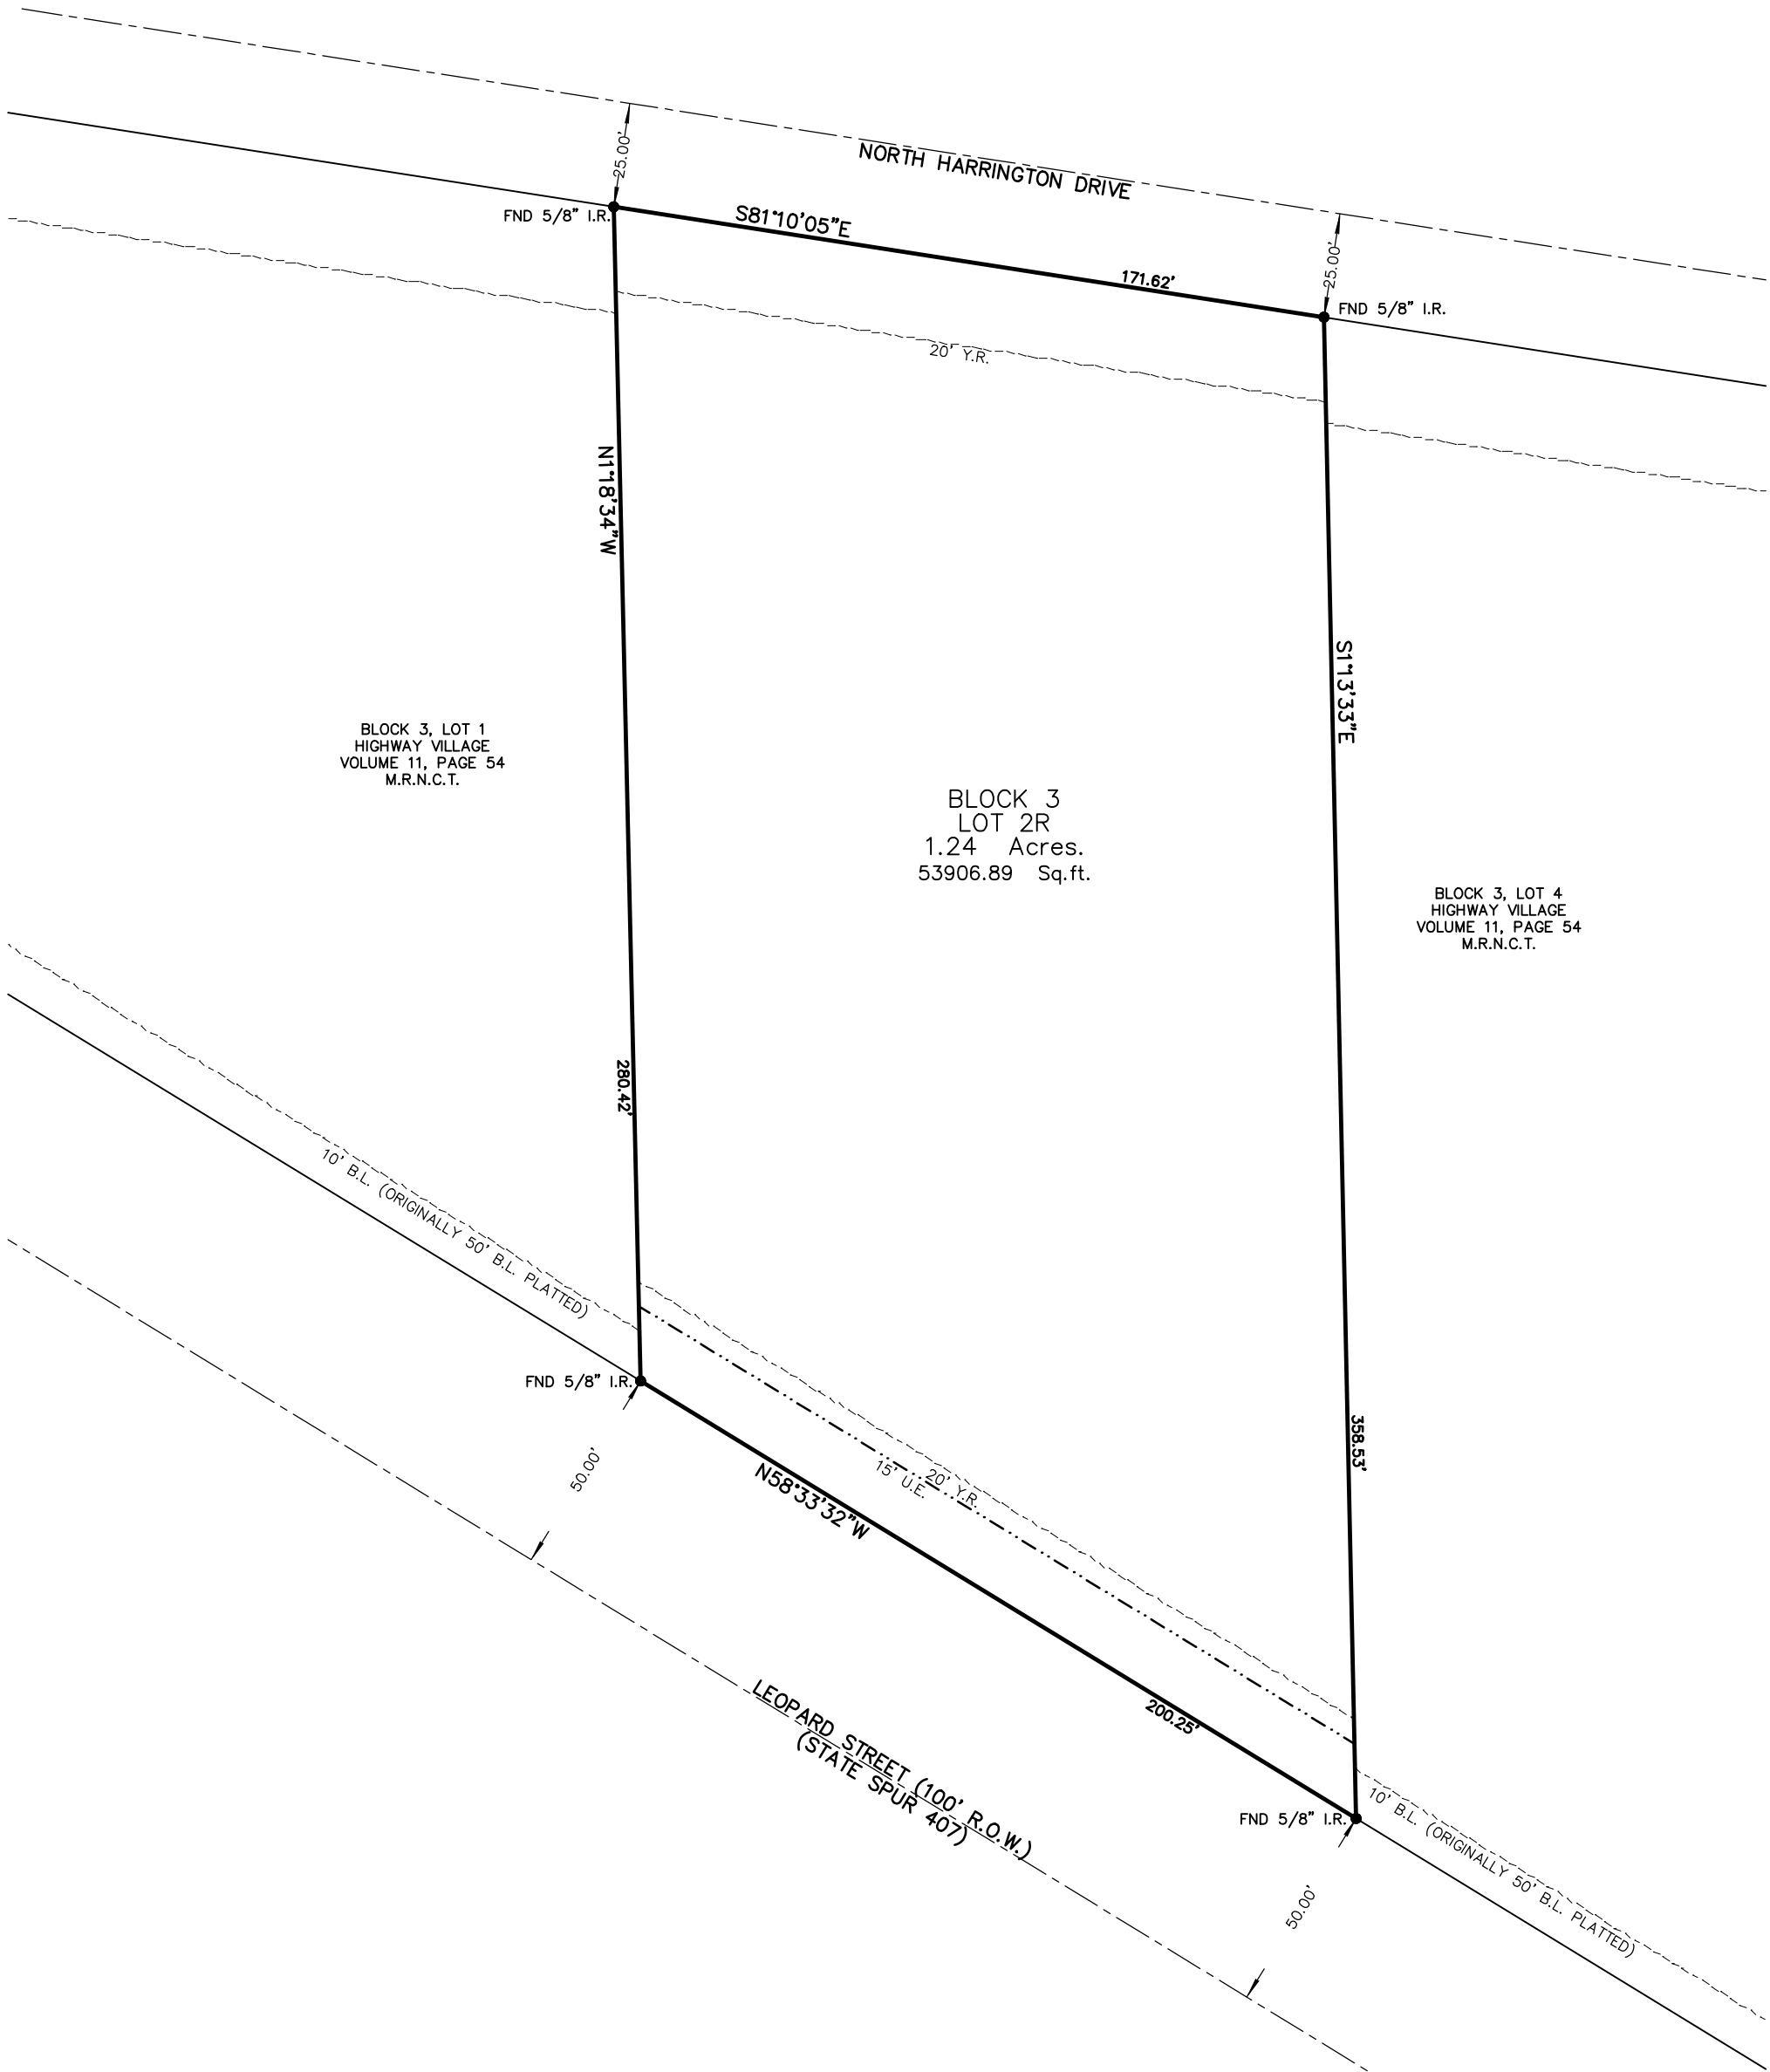 25.00'
NORTH HARRINGTON DRIVE
FND 5/8" I.R.
S81°10'05"E
171.62'
25.00'
FND 5/8" I.R.
20' Y.R.
N1°18'34"W
S1°13'33"E
BLOCK 3, LOT 1
HIGHWAY VILLAGE
VOLUME 11, PAGE 54
M.R.N.C.T.
BLOCK 3
LOT 2R
1.24 Acres.
53906.89 Sq.ft.
BLOCK 3, LOT 4
HIGHWAY VILLAGE
VOLUME 11, PAGE 54
M.R.N.C.T.
280.42'
10' B.L. (ORIGINALLY 50' B.L. PLATTED)
FND 5/8" I.R.
358.53'
50.00'
20' Y.R.
15' U.E.
N58°33'32"W
200.25'
LEOPARD STREET (100' R.O.W.)
(STATE SPUR 407)
FND 5/8" I.R.
10' B.L. (ORIGINALLY 50' B.L. PLATTED)
50.00'